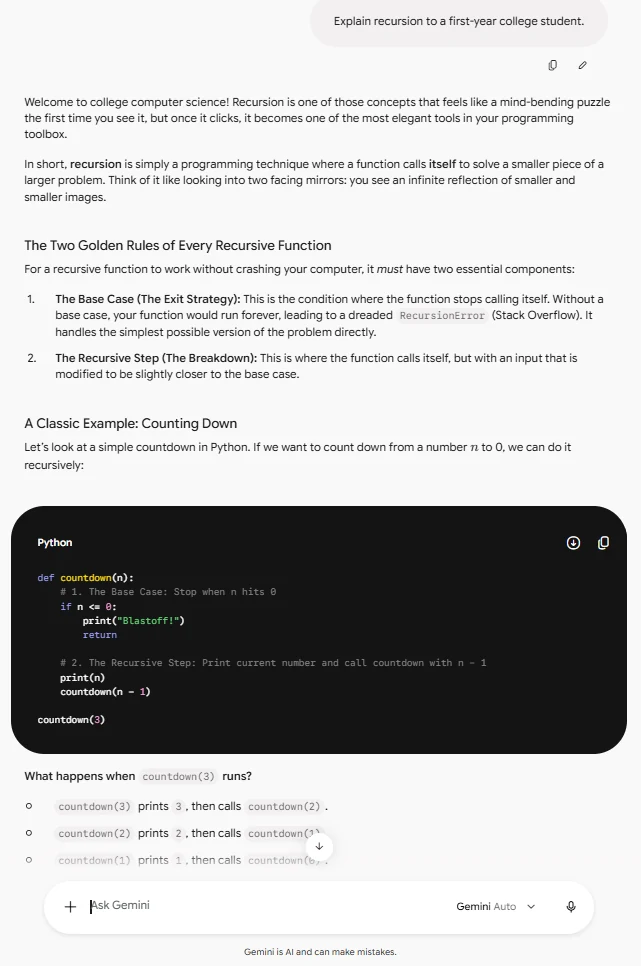 Explain recursion to a first-year college student.
Welcome to college computer science! Recursion is one of those concepts that feels like a mind-bending puzzle
the first time you see it, but once it clicks, it becomes one of the most elegant tools in your programming
toolbox.
In short, recursion is simply a programming technique where a function calls itself to solve a smaller piece of a
larger problem. Think of it like looking into two facing mirrors: you see an infinite reflection of smaller and
smaller images.
The Two Golden Rules of Every Recursive Function
For a recursive function to work without crashing your computer, it must have two essential components:
1. The Base Case (The Exit Strategy): This is the condition where the function stops calling itself. Without a
base case, your function would run forever, leading to a dreaded RecursionError (Stack Overflow). It
handles the simplest possible version of the problem directly.
2. The Recursive Step (The Breakdown): This is where the function calls itself, but with an input that is
modified to be slightly closer to the base case.
A Classic Example: Counting Down
Let's look at a simple countdown in Python. If we want to count down from a number n to 0, we can do it
recursively:
Python
def countdown(n):
    # 1. The Base Case: Stop when n hits 0
    if n <= 0:
        print("Blastoff!")
        return
    # 2. The Recursive Step: Print current number and call countdown with n - 1
    print(n)
    countdown(n - 1)
countdown(3)
What happens when countdown(3) runs?
countdown(3) prints 3, then calls countdown(2).
countdown(2) prints 2, then calls countdown(1)
countdown(1) prints 1, then calls countdown(0).
Ask Gemini
Gemini Auto
Gemini is AI and can make mistakes.